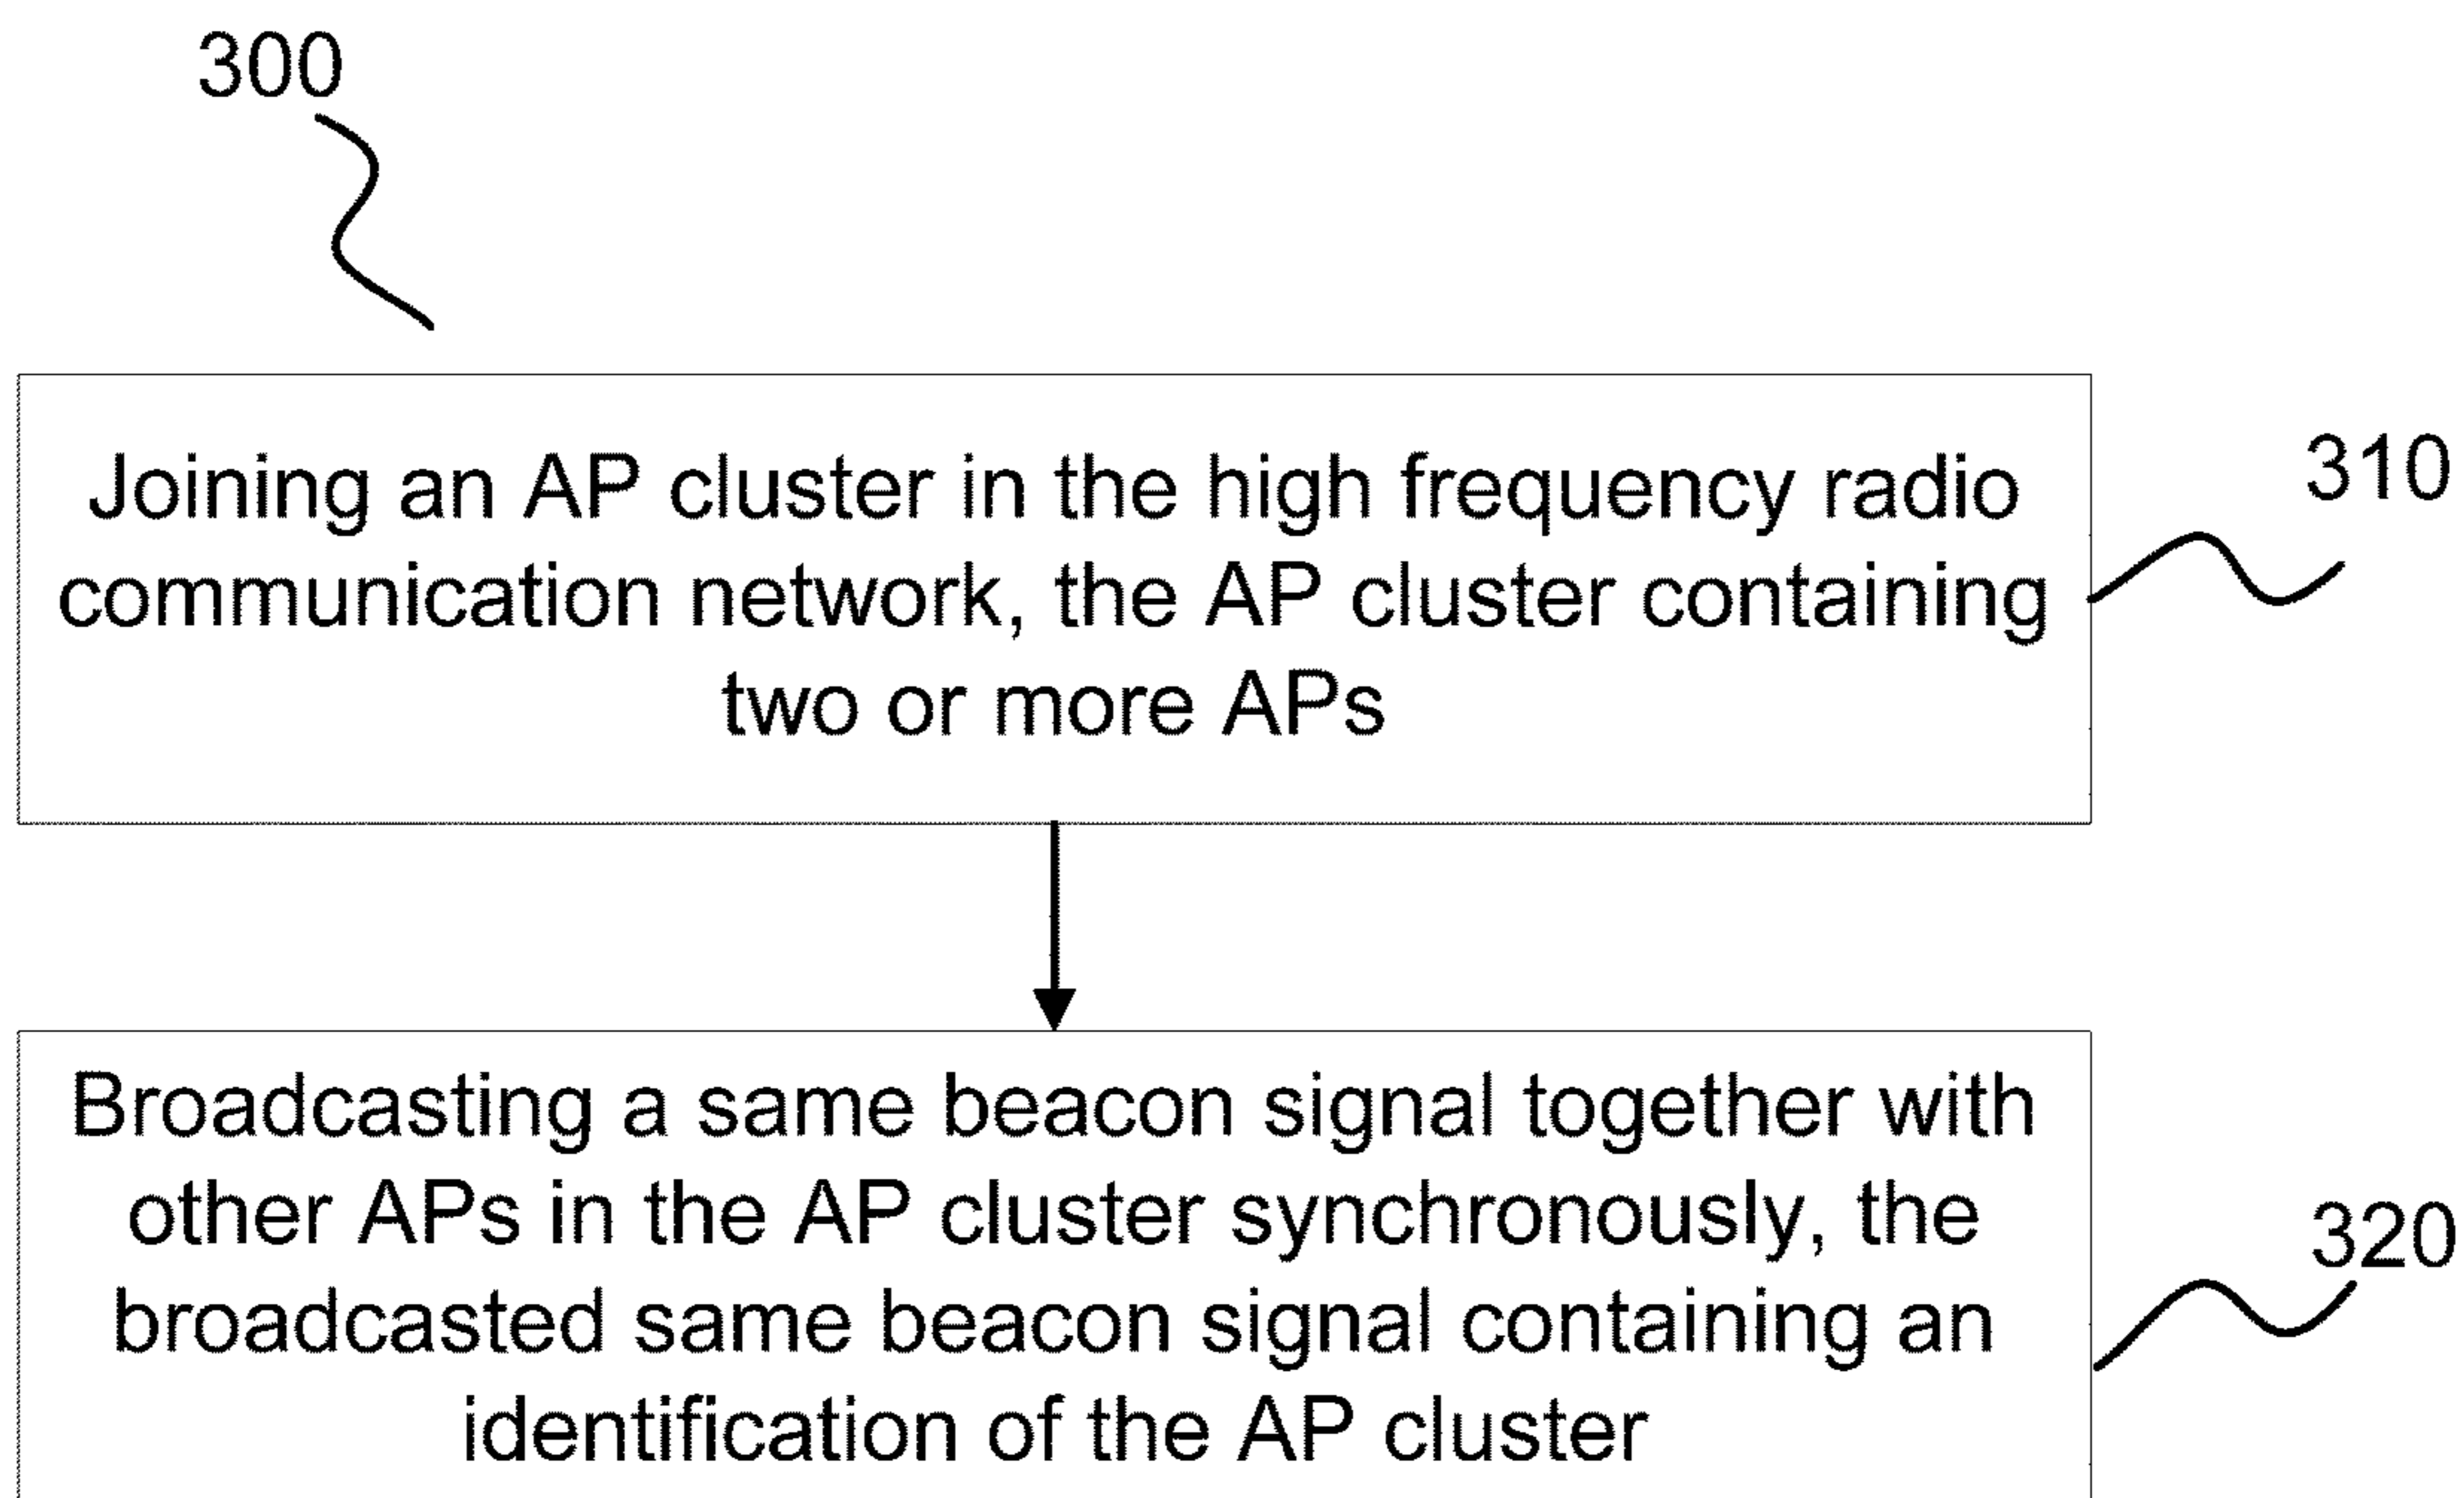 300
Joining an AP cluster in the high frequency radio
communication network, the AP cluster containing
two or more APs
310
Broadcasting a same beacon signal together with
other APs in the AP cluster synchronously, the
broadcasted same beacon signal containing an
identification of the AP cluster
320